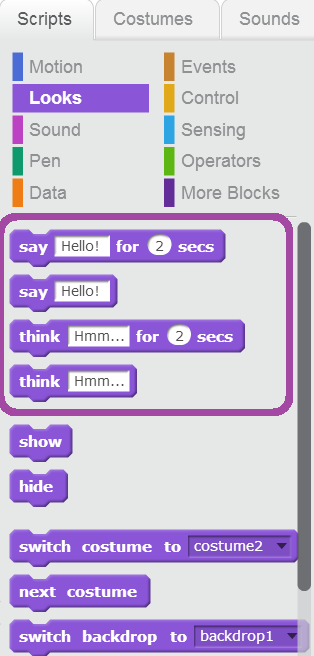 Scripts Costumes Sounds
Motion Events
Looks Control
Sound Sensing
Pen Operators
Data More Blocks
say Hello! for 2 secs
say Hello!
think Hmm... for 2 secs
think Hmm...
show
hide
switch costume to costume2
next costume
switch backdrop to backdrop1